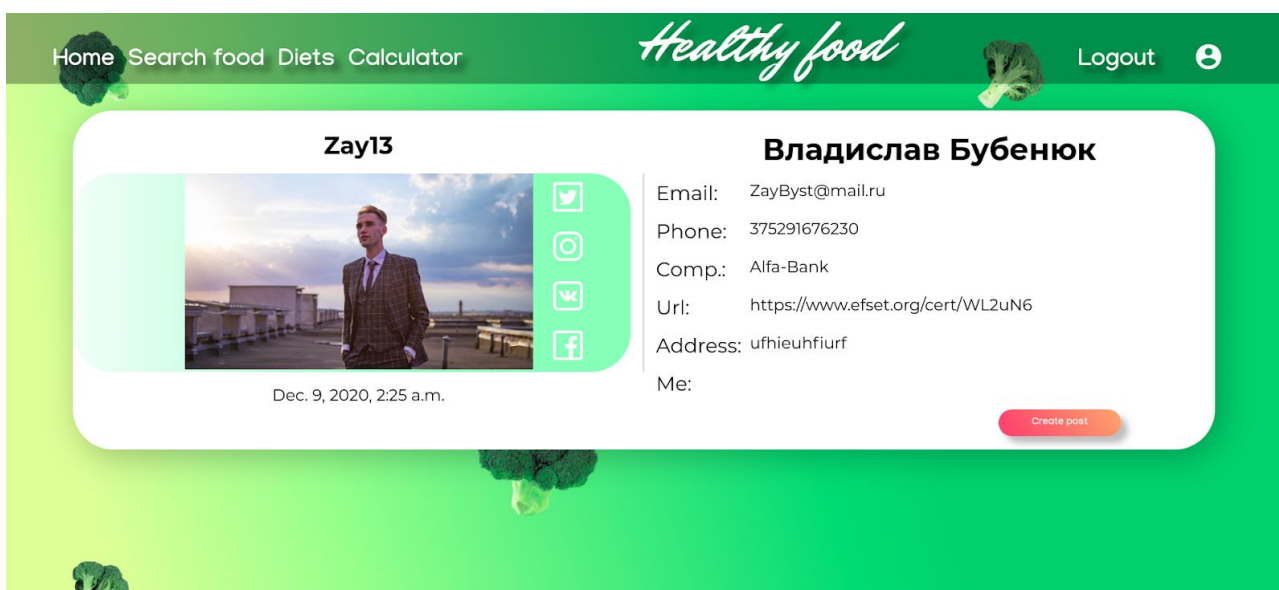 Home Search food Diets Calculator
Healthy food
Logout
Zay13
Dec. 9, 2020, 2:25 a.m.
Владислав Бубенюк
Email: ZayByst@mail.ru
Phone: 375291676230
Comp.: Alfa-Bank
Url: https://www.efset.org/cert/WL2uN6
Address: ufhieuhfiurf
Me:
Create post